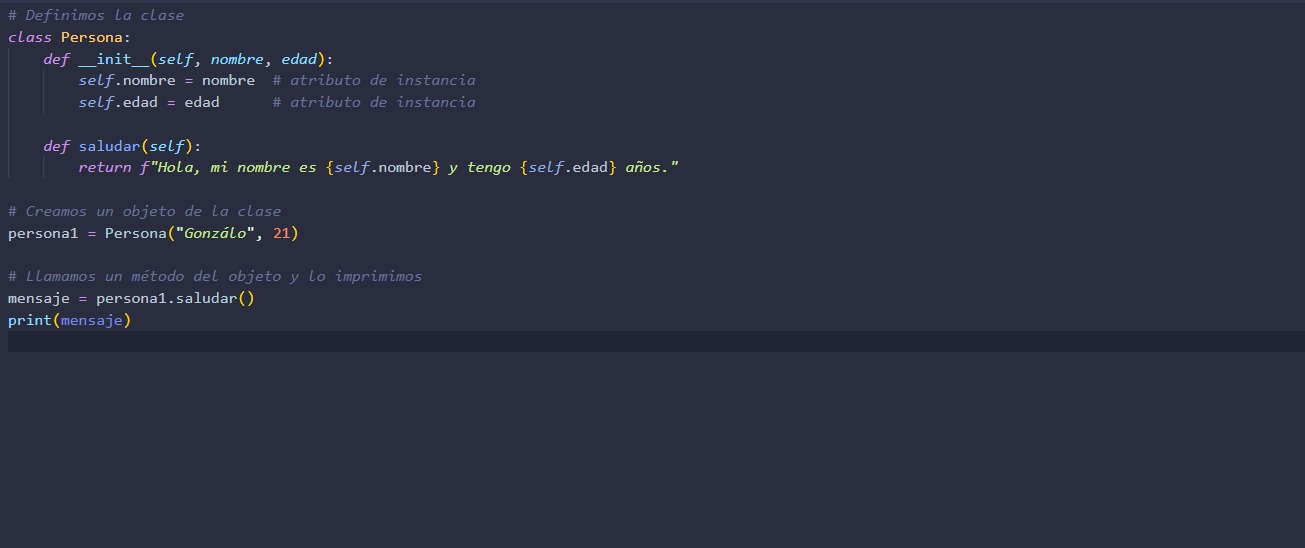 # Definimos la clase
class Persona:
    def __init__(self, nombre, edad):
        self.nombre = nombre  # atributo de instancia
        self.edad = edad      # atributo de instancia

    def saludar(self):
        return f"Hola, mi nombre es {self.nombre} y tengo {self.edad} años."

# Creamos un objeto de la clase
persona1 = Persona("Gonzálo", 21)

# Llamamos un método del objeto y lo imprimimos
mensaje = persona1.saludar()
print(mensaje)